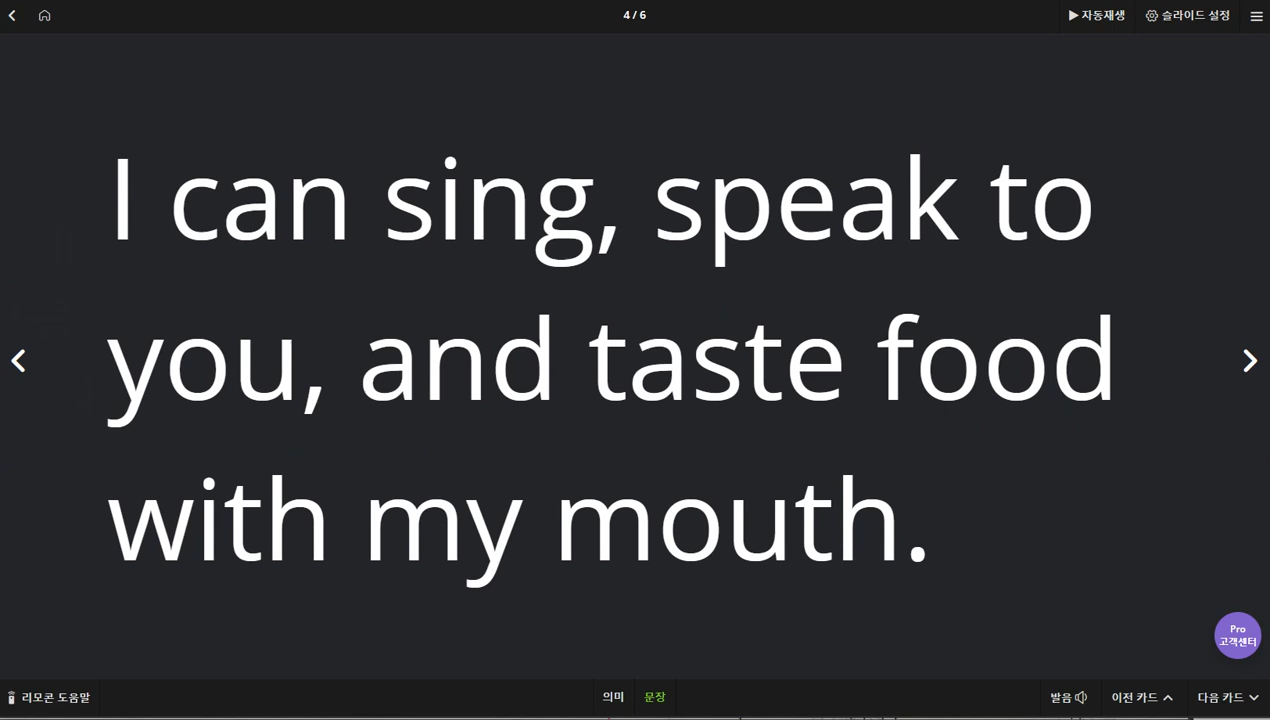 4 / 6
자동재생
슬라이드 설정
I can sing, speak to
you, and taste food
with my mouth.
Pro
고객센터
리모콘 도움말
의미
문장
발음
이전 카드
다음 카드